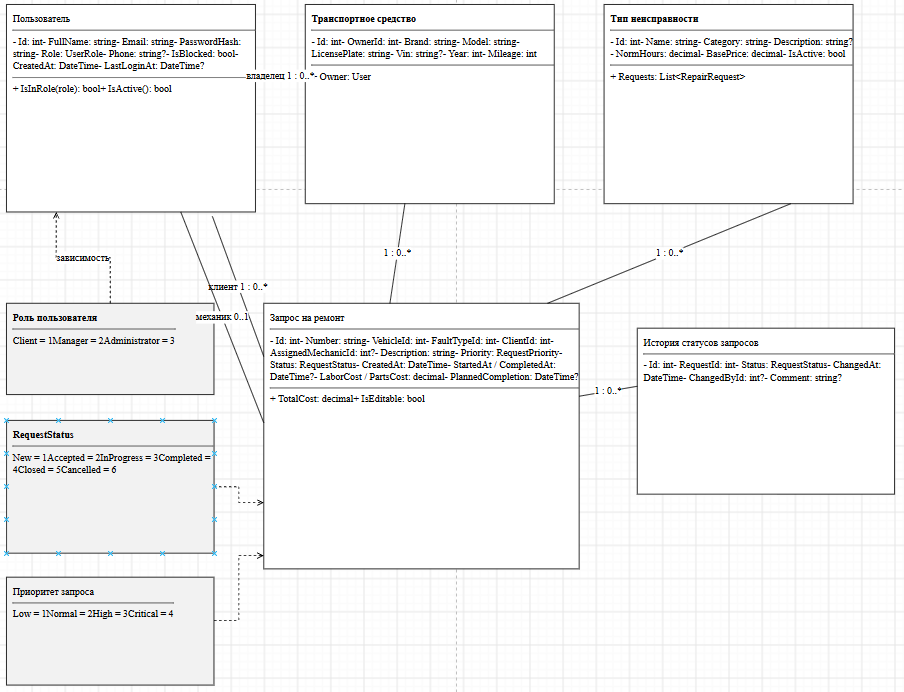 Пользователь
- Id: int- FullName: string- Email: string- PasswordHash:
string- Role: UserRole- Phone: string?- IsBlocked: bool-
CreatedAt: DateTime- LastLoginAt: DateTime?
+ IsInRole(role): bool+ IsActive(): bool
владелец 1 : 0..*
Транспортное средство
- Id: int- OwnerId: int- Brand: string- Model: string-
LicensePlate: string- Vin: string?- Year: int- Mileage: int
- Owner: User
Тип неисправности
- Id: int- Name: string- Category: string- Description: string?
- NormHours: decimal- BasePrice: decimal- IsActive: bool
+ Requests: List<RepairRequest>
зависимость
клиент 1 : 0..*
механик 0..1
1 : 0..*
1 : 0..*
Роль пользователя
Client = 1Manager = 2Administrator = 3
Запрос на ремонт
- Id: int- Number: string- VehicleId: int- FaultTypeId: int- ClientId: int-
AssignedMechanicId: int?- Description: string- Priority: RequestPriority-
Status: RequestStatus- CreatedAt: DateTime- StartedAt / CompletedAt:
DateTime?- LaborCost / PartsCost: decimal- PlannedCompletion: DateTime?
+ TotalCost: decimal+ IsEditable: bool
1 : 0..*
История статусов запросов
- Id: int- RequestId: int- Status: RequestStatus- ChangedAt:
DateTime- ChangedById: int?- Comment: string?
RequestStatus
New = 1Accepted = 2InProgress = 3Completed =
4Closed = 5Cancelled = 6
Приоритет запроса
Low = 1Normal = 2High = 3Critical = 4